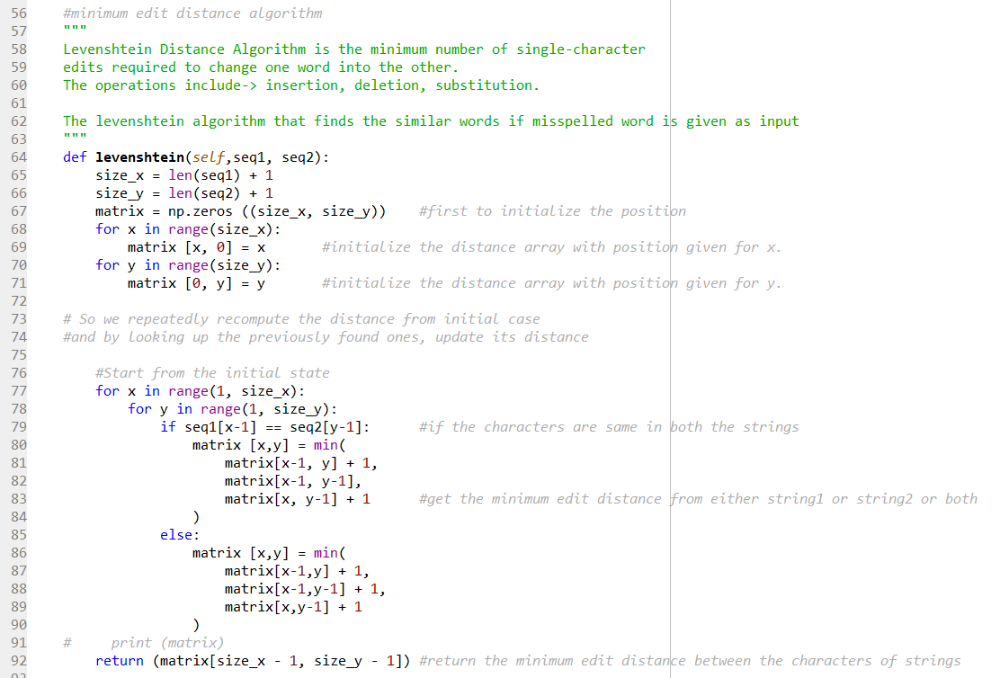 56 #minimum edit distance algorithm
57 """
58 Levenshtein Distance Algorithm is the minimum number of single-character
59 edits required to change one word into the other.
60 The operations include-> insertion, deletion, substitution.
61
62 The levenshtein algorithm that finds the similar words if misspelled word is given as input
63 """
64 def levenshtein(self,seq1, seq2):
65     size_x = len(seq1) + 1
66     size_y = len(seq2) + 1
67     matrix = np.zeros ((size_x, size_y))    #first to initialize the position
68     for x in range(size_x):
69         matrix [x, 0] = x       #initialize the distance array with position given for x.
70     for y in range(size_y):
71         matrix [0, y] = y       #initialize the distance array with position given for y.
72
73 # So we repeatedly recompute the distance from initial case
74 #and by looking up the previously found ones, update its distance
75
76     #Start from the initial state
77     for x in range(1, size_x):
78         for y in range(1, size_y):
79             if seq1[x-1] == seq2[y-1]:      #if the characters are same in both the strings
80                 matrix [x,y] = min(
81                     matrix[x-1, y] + 1,
82                     matrix[x-1, y-1],
83                     matrix[x, y-1] + 1      #get the minimum edit distance from either string1 or string2 or both
84                 )
85             else:
86                 matrix [x,y] = min(
87                     matrix[x-1,y] + 1,
88                     matrix[x-1,y-1] + 1,
89                     matrix[x,y-1] + 1
90                 )
91 #     print (matrix)
92     return (matrix[size_x - 1, size_y - 1]) #return the minimum edit distance between the characters of strings